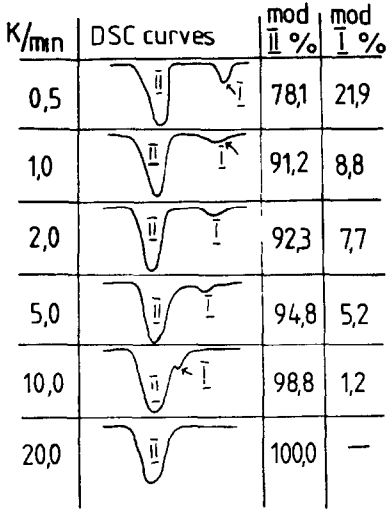 K/min DSC curves mod II % mod I %
0,5 II I 78,1 21,9
1,0 II I 91,2 8,8
2,0 II I 92,3 7,7
5,0 II I 94,8 5,2
10,0 II I 98,8 1,2
20,0 II 100,0 —